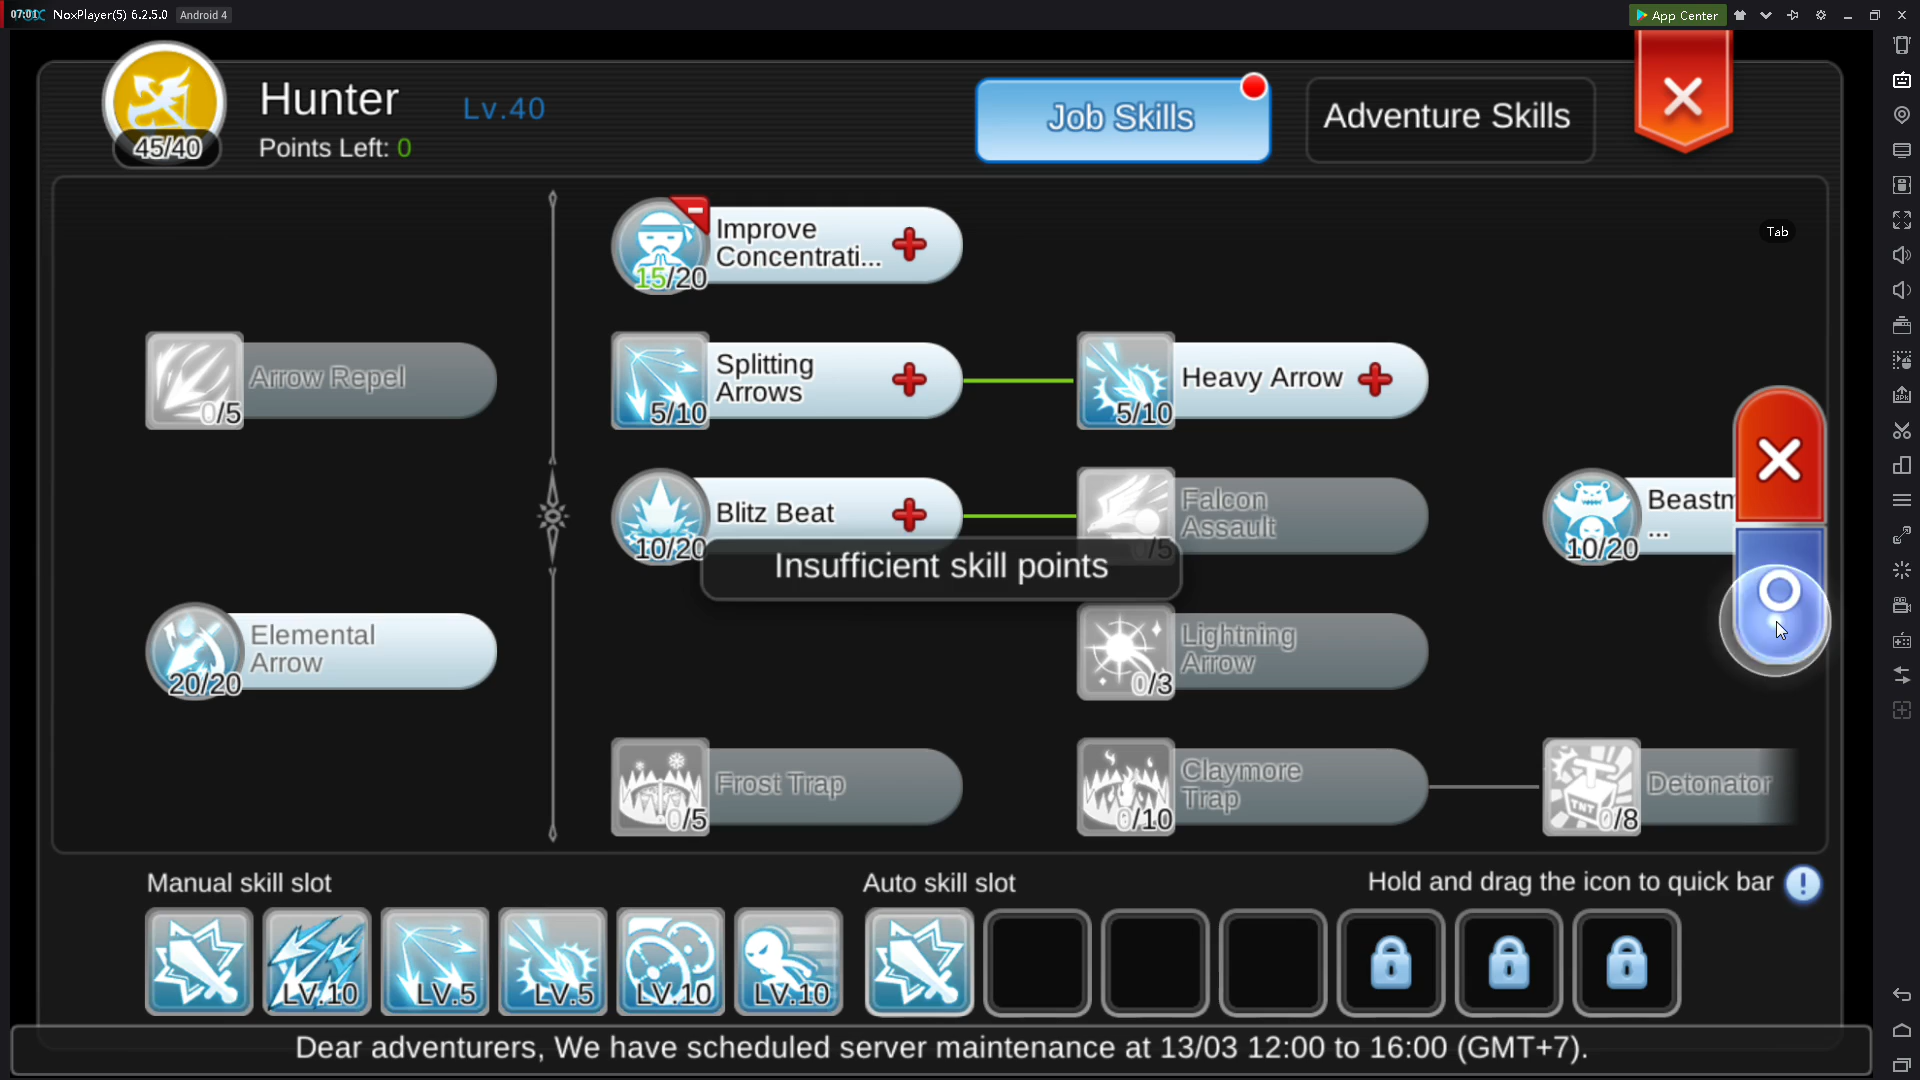 07:01 NoxPlayer(5) 6.2.5.0 Android 4
App Center
Hunter Lv.40
45/40
Points Left: 0
Job Skills
Adventure Skills
Tab
Improve
Concentrati...
15/20
Arrow Repel
0/5
Splitting
Arrows
5/10
Heavy Arrow
5/10
Blitz Beat
10/20
Falcon
Assault
0/5
Beastm
...
10/20
Insufficient skill points
Elemental
Arrow
20/20
Lightning
Arrow
0/3
Frost Trap
0/5
Claymore
Trap
0/10
Detonator
TNT
0/8
Manual skill slot
Auto skill slot
Hold and drag the icon to quick bar
LV.10
LV.5
LV.5
LV.10
LV.10
Dear adventurers, We have scheduled server maintenance at 13/03 12:00 to 16:00 (GMT+7).